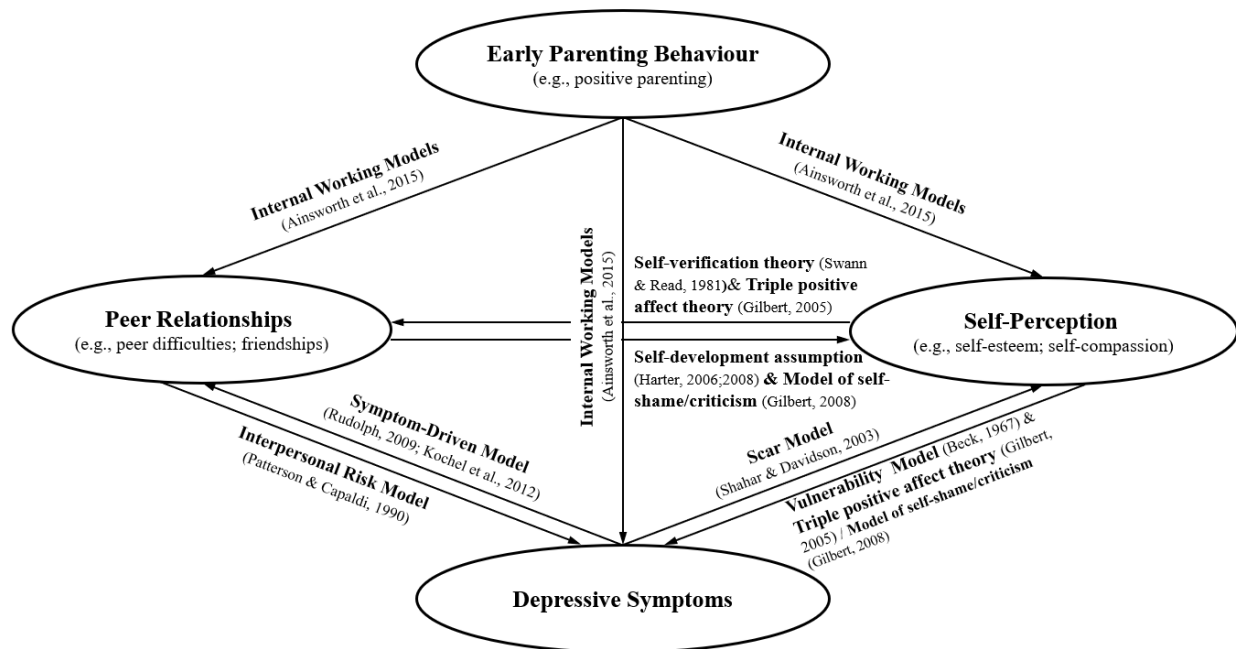 Early Parenting Behaviour
(e.g., positive parenting)
Internal Working Models
(Ainsworth et al., 2015)
Internal Working Models
(Ainsworth et al., 2015)
Internal Working Models
(Ainsworth et al., 2015)
Self-verification theory (Swann
& Read, 1981)& Triple positive
affect theory (Gilbert, 2005)
Peer Relationships
(e.g., peer difficulties; friendships)
Self-Perception
(e.g., self-esteem; self-compassion)
Self-development assumption
(Harter, 2006;2008) & Model of self-
shame/criticism (Gilbert, 2008)
Symptom-Driven Model
(Rudolph, 2009; Kochel et al., 2012)
Interpersonal Risk Model
(Patterson & Capaldi, 1990)
Scar Model
(Shahar & Davidson, 2003)
Vulnerability Model (Beck, 1967) &
Triple positive affect theory (Gilbert,
2005) / Model of self-shame/criticism
(Gilbert, 2008)
Depressive Symptoms